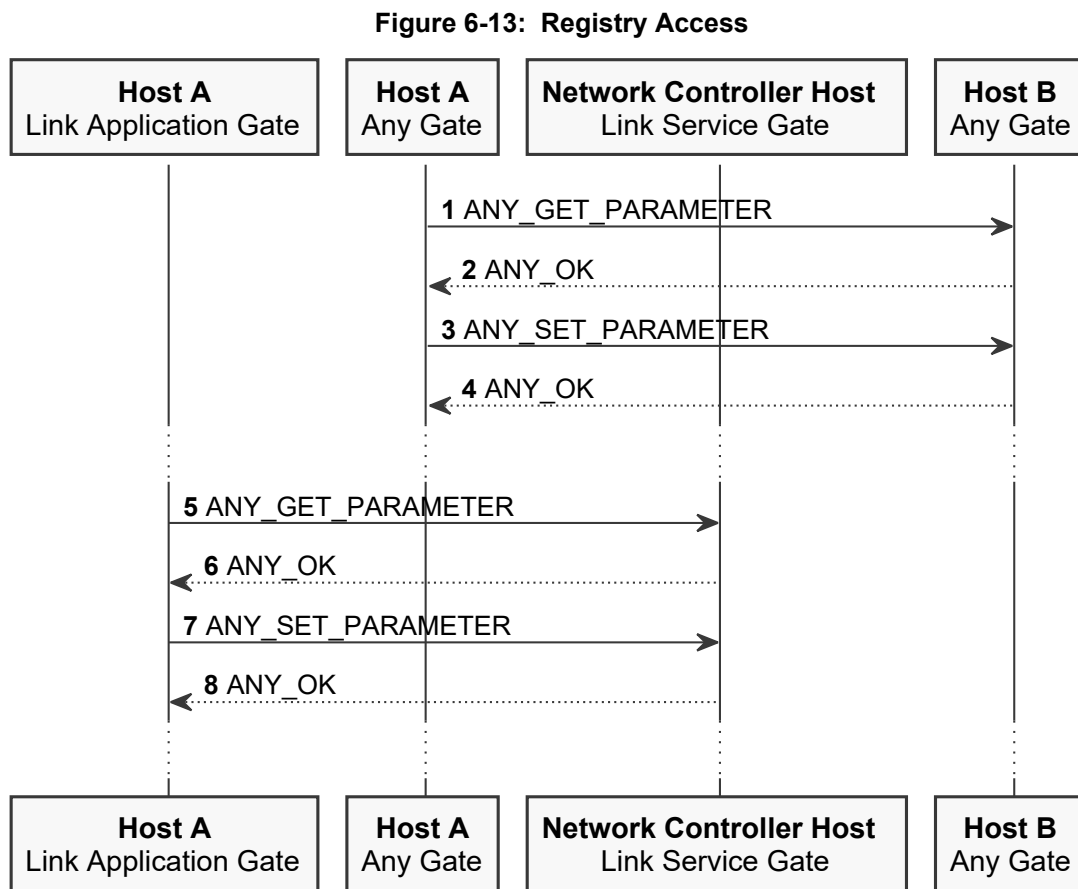 Figure 6-13: Registry Access
Host A
Link Application Gate
Host A
Any Gate
Network Controller Host
Link Service Gate
Host B
Any Gate
1 ANY_GET_PARAMETER
2 ANY_OK
3 ANY_SET_PARAMETER
4 ANY_OK
5 ANY_GET_PARAMETER
6 ANY_OK
7 ANY_SET_PARAMETER
8 ANY_OK
Host A
Link Application Gate
Host A
Any Gate
Network Controller Host
Link Service Gate
Host B
Any Gate